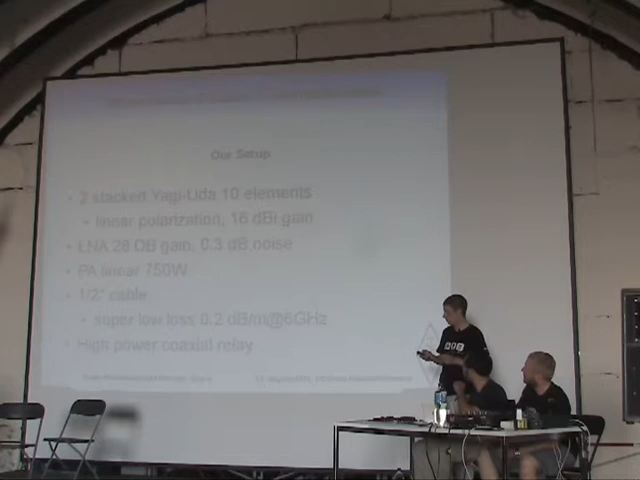 Our Setup
2 stacked Yagi-Uda 10 elements
linear polarization, 16 dBi gain
LNA 28 DB gain, 0.3 dB noise
PA linear 750W
1/2" cable
super low loss 0.2 dB/m@6GHz
High power coaxial relay